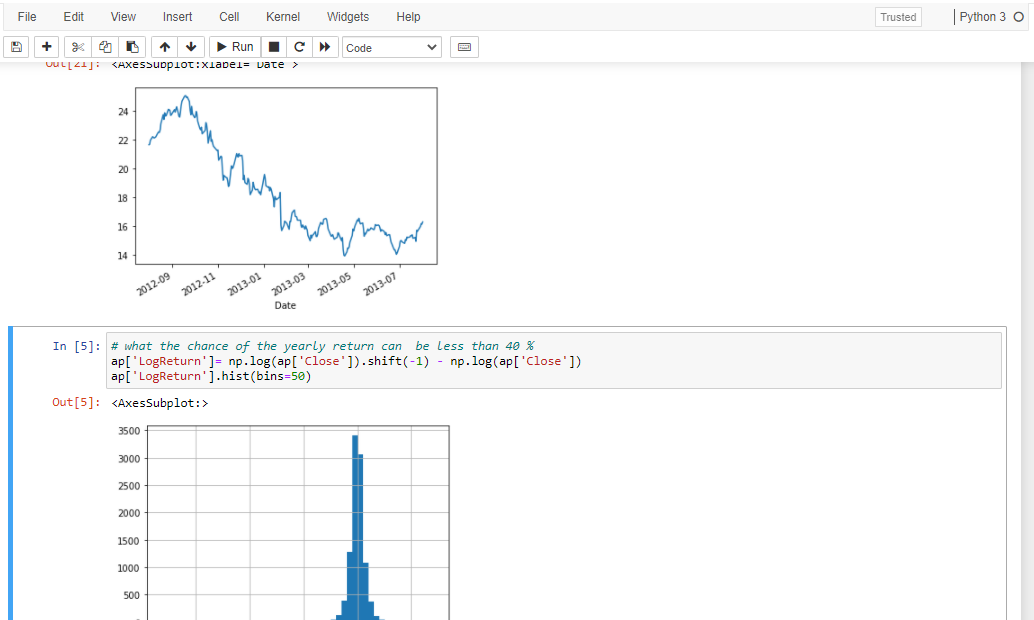 File Edit View Insert Cell Kernel Widgets Help Trusted Python 3
Run Code
Out[21]: <AxesSubplot:xlabel='Date'>
24
22
20
18
16
14
2012-09 2012-11 2013-01 2013-03 2013-05 2013-07
Date
In [5]: # what the chance of the yearly return can  be less than 40 %
ap['LogReturn']= np.log(ap['Close']).shift(-1) - np.log(ap['Close'])
ap['LogReturn'].hist(bins=50)
Out[5]: <AxesSubplot:>
3500
3000
2500
2000
1500
1000
500